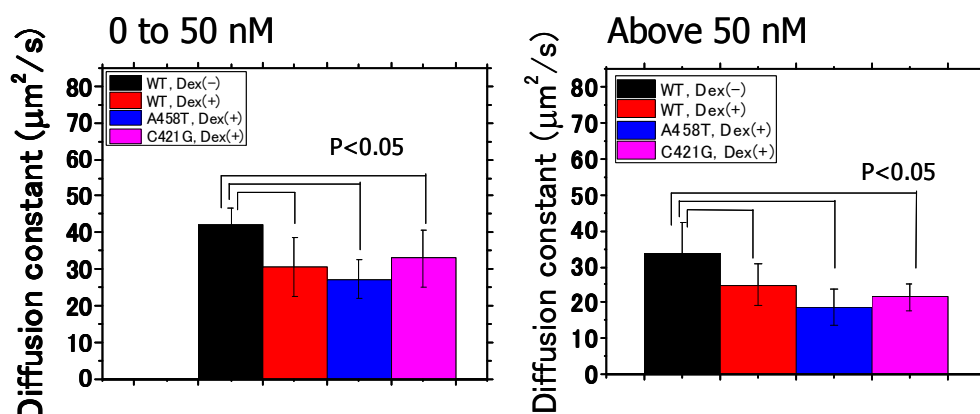 0 to 50 nM
Diffusion constant (μm²/s)
80
70
60
50
40
30
20
10
0
WT, Dex(-)
WT, Dex(+)
A458T, Dex(+)
C421G, Dex(+)
P<0.05
Above 50 nM
Diffusion constant (μm²/s)
80
70
60
50
40
30
20
10
0
WT, Dex(-)
WT, Dex(+)
A458T, Dex(+)
C421G, Dex(+)
P<0.05